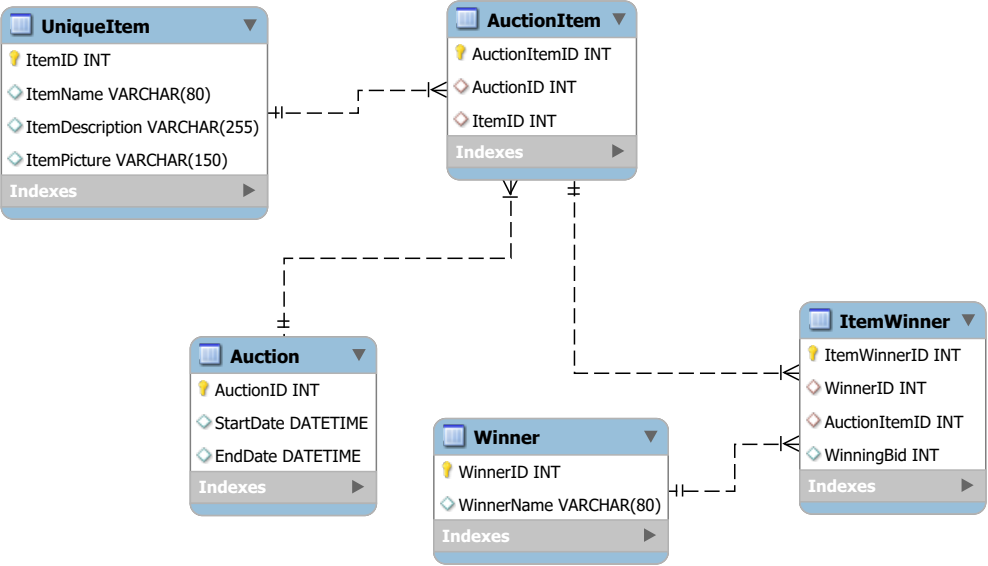 UniqueItem
ItemID INT
ItemName VARCHAR(80)
ItemDescription VARCHAR(255)
ItemPicture VARCHAR(150)
Indexes
AuctionItem
AuctionItemID INT
AuctionID INT
ItemID INT
Indexes
Auction
AuctionID INT
StartDate DATETIME
EndDate DATETIME
Indexes
Winner
WinnerID INT
WinnerName VARCHAR(80)
Indexes
ItemWinner
ItemWinnerID INT
WinnerID INT
AuctionItemID INT
WinningBid INT
Indexes